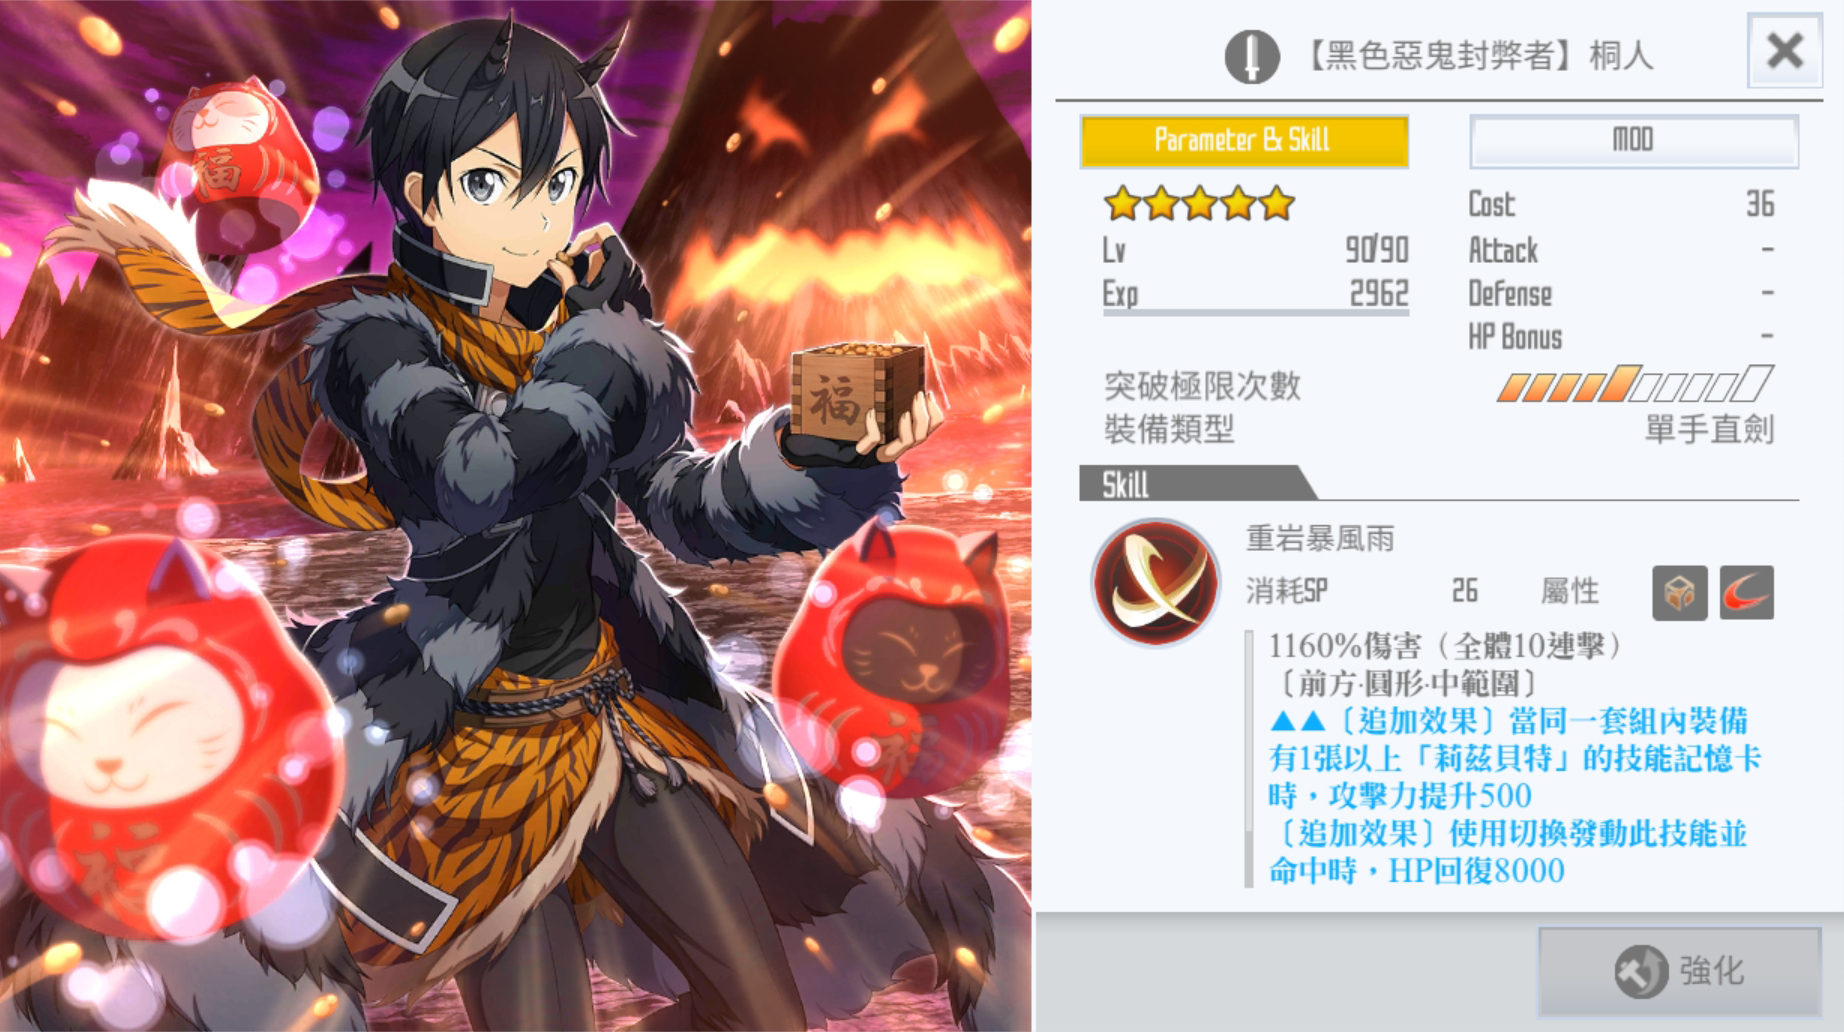 福
福
福
福
【黑色惡鬼封弊者】桐人
Parameter & Skill
MOD
Lv 90/90
Exp 2962
Cost 36
Attack -
Defense -
HP Bonus -
突破極限次數
裝備類型 單手直劍
Skill
重岩暴風雨
消耗SP 26 屬性
1160%傷害（全體10連擊）
〔前方·圓形·中範圍〕
▲▲〔追加效果〕當同一套組內裝備
有1張以上「莉茲貝特」的技能記憶卡
時，攻擊力提升500
〔追加效果〕使用切換發動此技能並
命中時，HP回復8000
強化